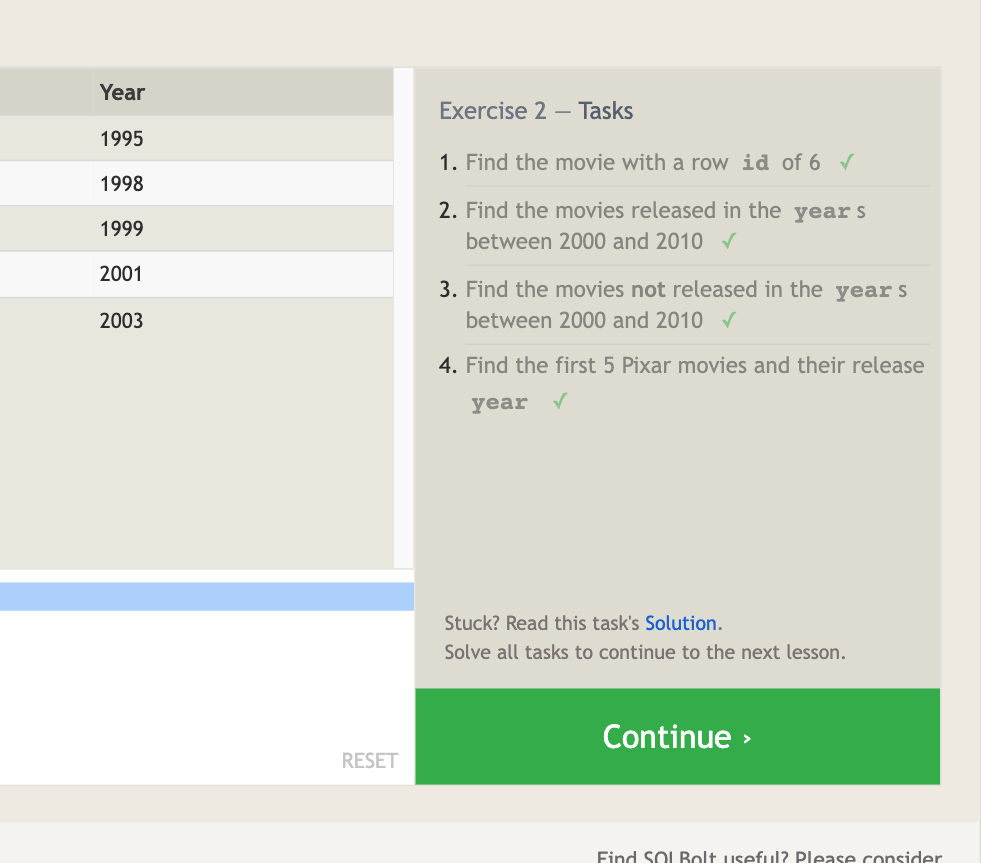 Year
1995
1998
1999
2001
2003
RESET
Exercise 2 — Tasks
1. Find the movie with a row id of 6 ✓
2. Find the movies released in the years
between 2000 and 2010 ✓
3. Find the movies not released in the years
between 2000 and 2010 ✓
4. Find the first 5 Pixar movies and their release
year ✓
Stuck? Read this task's Solution.
Solve all tasks to continue to the next lesson.
Continue ›
Find SQLBolt useful? Please consider